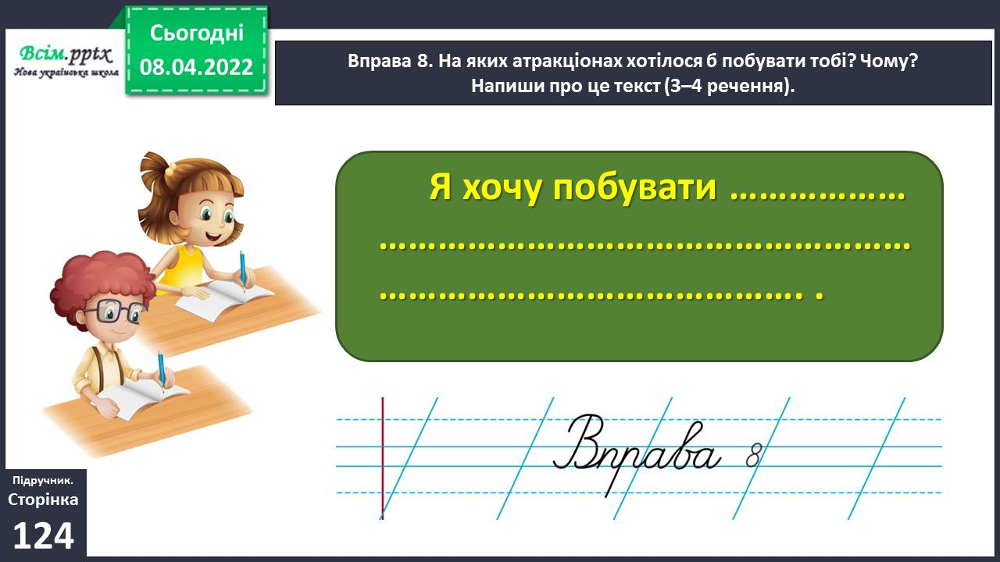 Сьогодні
08.04.2022
Всім.pptx
Нова українська школа
Вправа 8. На яких атракціонах хотілося б побувати тобі? Чому?
Напиши про це текст (3–4 речення).
Я хочу побувати ………………
………………………………………………
……………………………………. .
Вправа 8
Підручник.
Сторінка
124